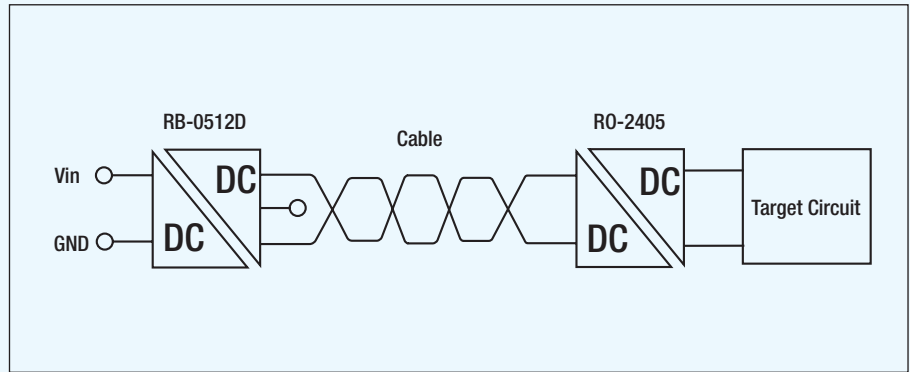 RB-0512D
Cable
RO-2405
Vin
DC
DC
Target Circuit
GND
DC
DC